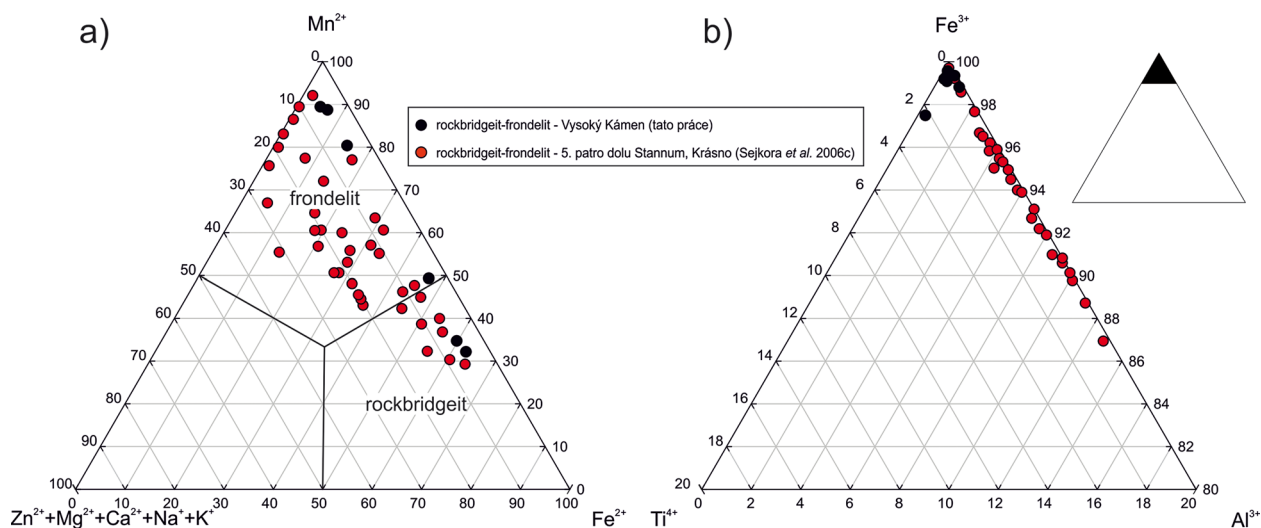 a)
Mn²⁺
0 100
10 90
20 80
30 70
40 60
50 50
60 40
70 30
80 20
90 10
100 0
0 10 20 30 40 50 60 70 80 90 100
Zn²⁺+Mg²⁺+Ca²⁺+Na⁺+K⁺ Fe²⁺
frondelit
rockbridgeit
rockbridgeit-frondelit - Vysoký Kámen (tato práce)
rockbridgeit-frondelit - 5. patro dolu Stannum, Krásno (Sejkora et al. 2006c)
b)
Fe³⁺
0 100
2 98
4 96
6 94
8 92
10 90
12 88
14 86
16 84
18 82
20 80
0 2 4 6 8 10 12 14 16 18 20
Ti⁴⁺ Al³⁺